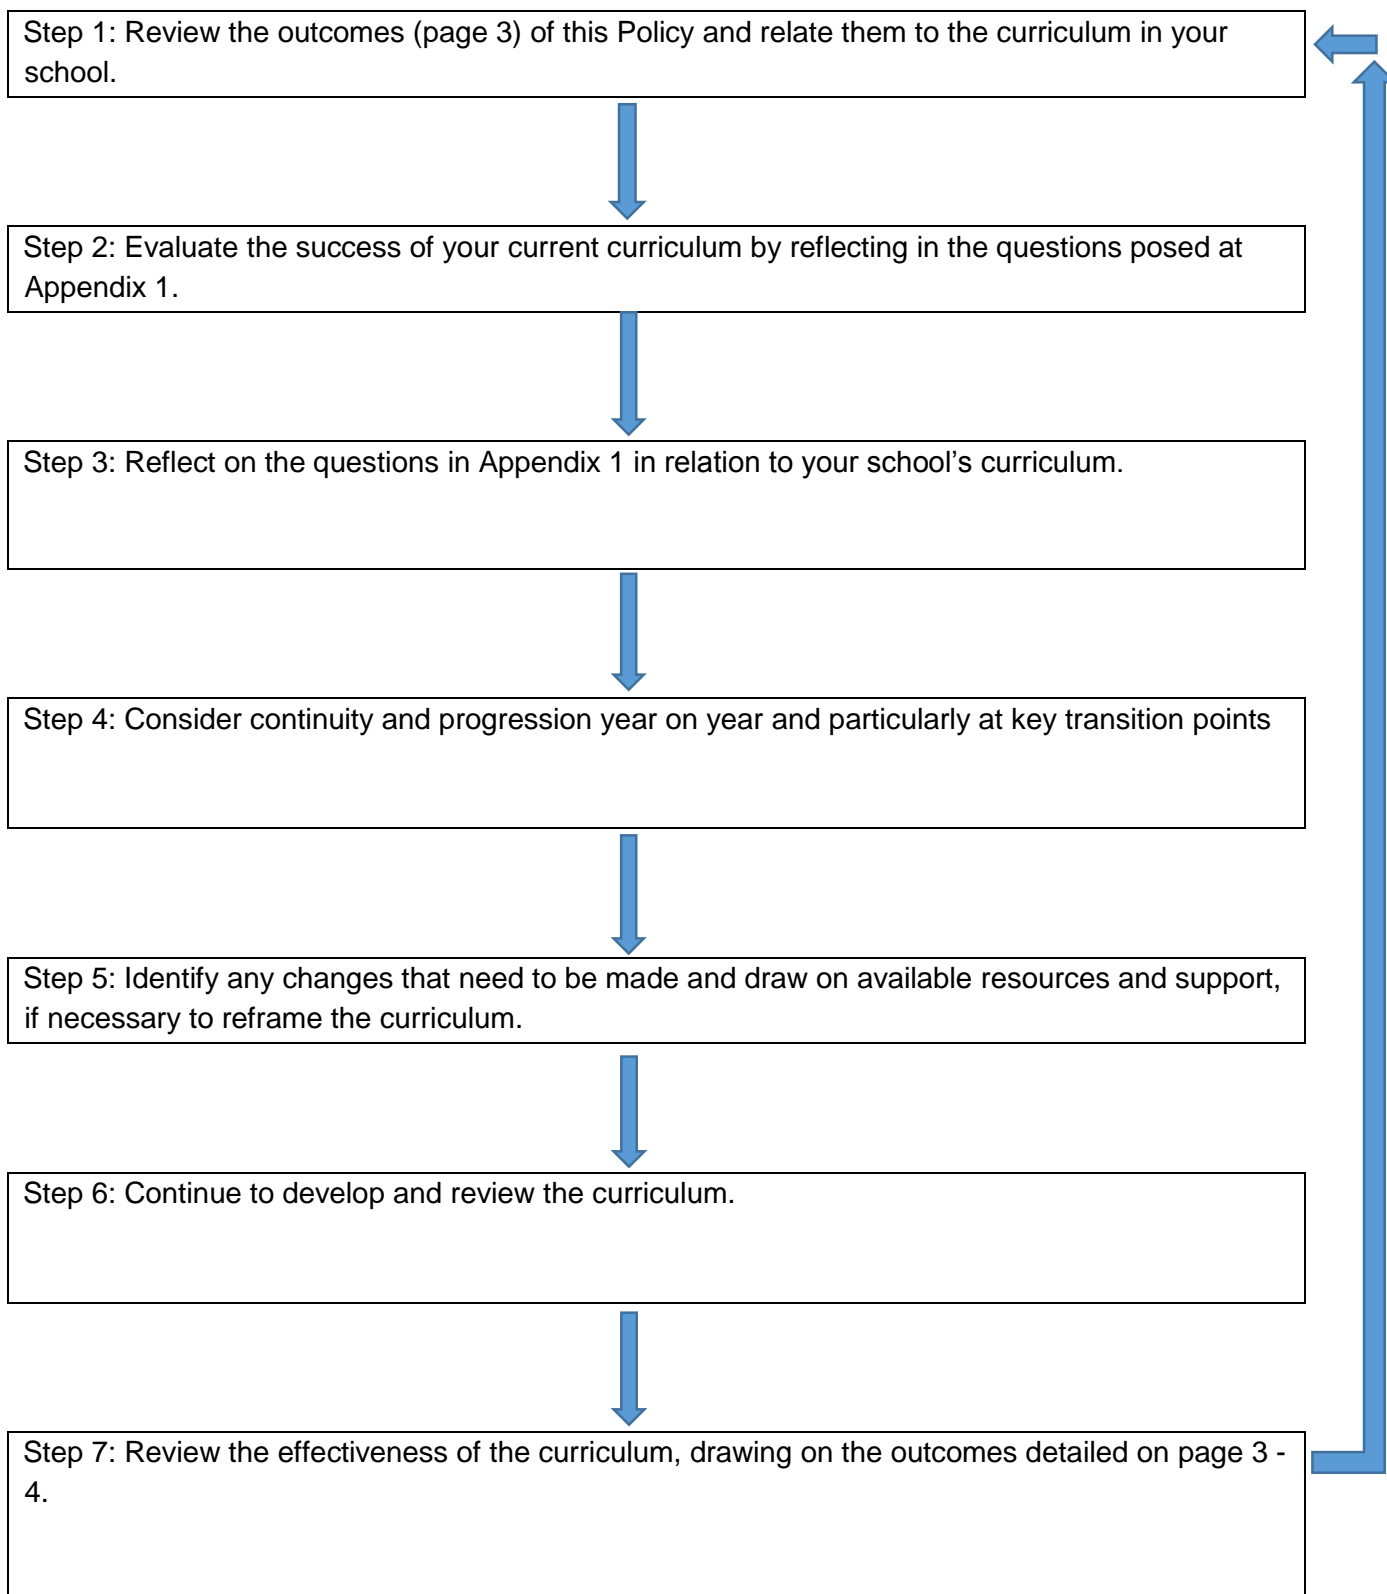 Step 1: Review the outcomes (page 3) of this Policy and relate them to the curriculum in your
school.
Step 2: Evaluate the success of your current curriculum by reflecting in the questions posed at
Appendix 1.
Step 3: Reflect on the questions in Appendix 1 in relation to your school’s curriculum.
Step 4: Consider continuity and progression year on year and particularly at key transition points
Step 5: Identify any changes that need to be made and draw on available resources and support,
if necessary to reframe the curriculum.
Step 6: Continue to develop and review the curriculum.
Step 7: Review the effectiveness of the curriculum, drawing on the outcomes detailed on page 3 -
4.